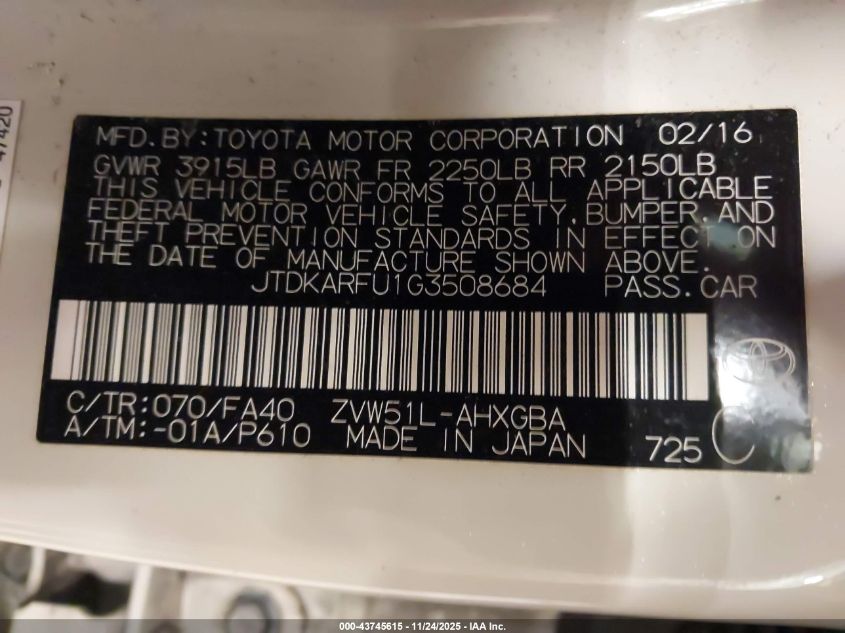 47420
MFD.BY:TOYOTA MOTOR CORPORATION 02/16
GVWR 3915LB GAWR FR 2250LB RR 2150LB
THIS VEHICLE CONFORMS TO ALL APPLICABLE
FEDERAL MOTOR VEHICLE SAFETY,BUMPER,AND
THEFT PREVENTION STANDARDS IN EFFECT ON
THE DATE OF MANUFACTURE SHOWN ABOVE.
JTDKARFU1G3508684 PASS.CAR
C/TR:070/FA40 ZVW51L-AHXGBA
A/TM:-01A/P610 MADE IN JAPAN 725 C
000-43745615 - 11/24/2025 - IAA Inc.